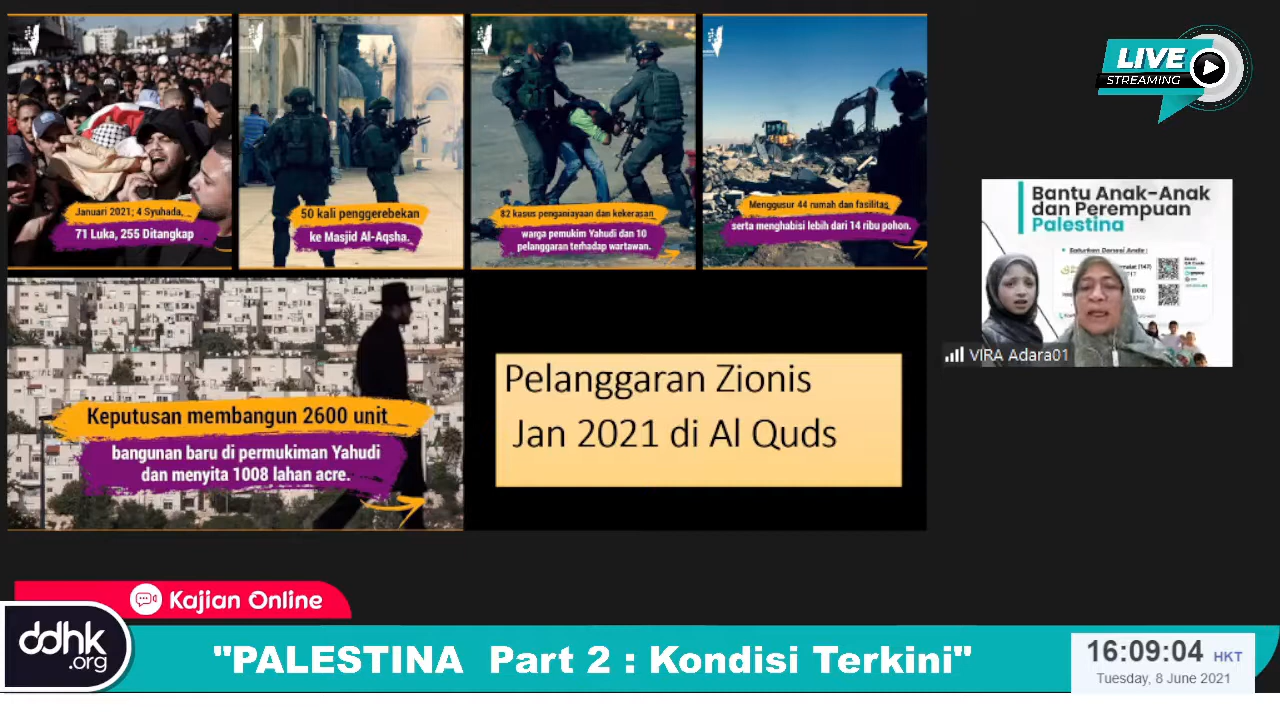 LIVE
STREAMING
Januari 2021; 4 Syuhada,
71 Luka, 255 Ditangkap
50 kali penggerebekan
ke Masjid Al-Aqsha.
82 kasus penganiayaan dan kekerasan
warga pemukim Yahudi dan 10
pelanggaran terhadap wartawan.
Menggusur 44 rumah dan fasilitas,
serta menghabisi lebih dari 14 ribu pohon.
Keputusan membangun 2600 unit
bangunan baru di permukiman Yahudi
dan menyita 1008 lahan acre.
Pelanggaran Zionis
Jan 2021 di Al Quds
Bantu Anak-Anak
dan Perempuan
Palestina
VIRA Adara01
Kajian Online
ddhk
.org
"PALESTINA Part 2 : Kondisi Terkini"
16:09:04 HKT
Tuesday, 8 June 2021